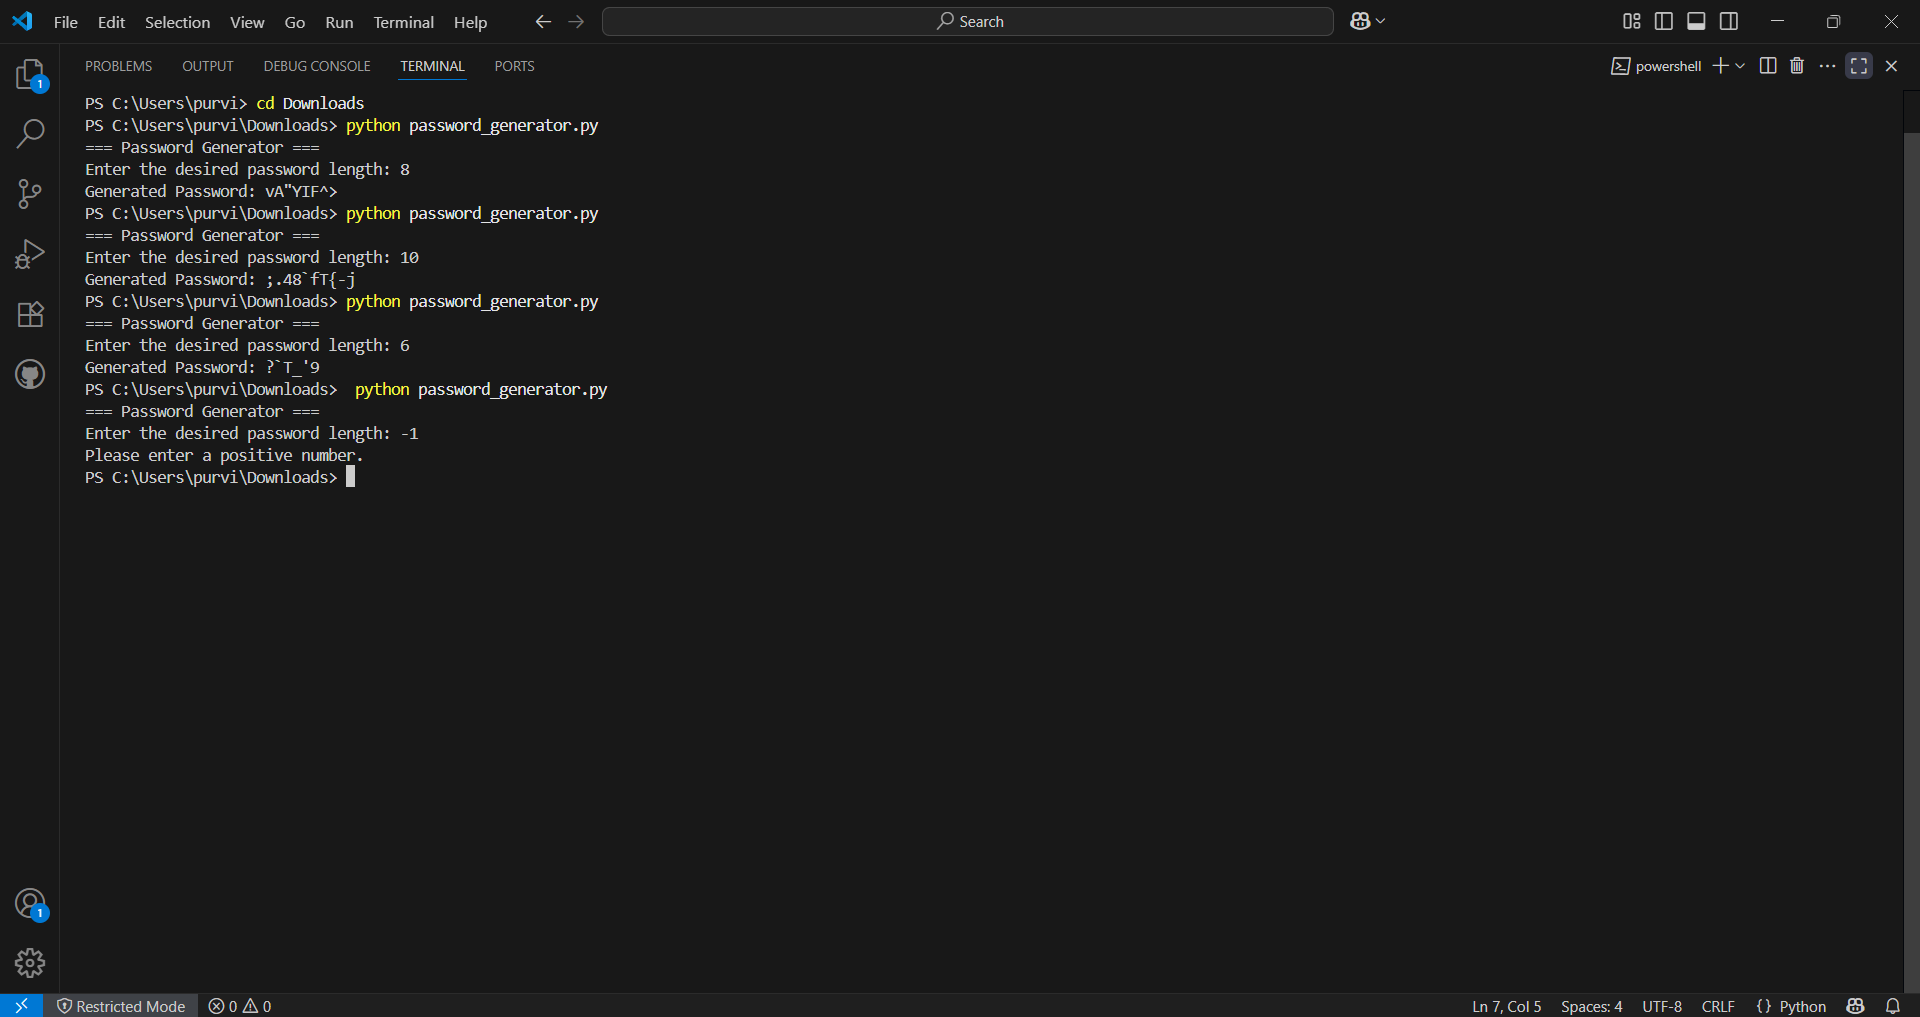 File Edit Selection View Go Run Terminal Help Search
PROBLEMS OUTPUT DEBUG CONSOLE TERMINAL PORTS powershell
1
PS C:\Users\purvi> cd Downloads
PS C:\Users\purvi\Downloads> python password_generator.py
=== Password Generator ===
Enter the desired password length: 8
Generated Password: vA"YIF^>
PS C:\Users\purvi\Downloads> python password_generator.py
=== Password Generator ===
Enter the desired password length: 10
Generated Password: ;.48`fT{-j
PS C:\Users\purvi\Downloads> python password_generator.py
=== Password Generator ===
Enter the desired password length: 6
Generated Password: ?`T_'9
PS C:\Users\purvi\Downloads>  python password_generator.py
=== Password Generator ===
Enter the desired password length: -1
Please enter a positive number.
PS C:\Users\purvi\Downloads>
1
Restricted Mode 0 0 Ln 7, Col 5 Spaces: 4 UTF-8 CRLF {} Python